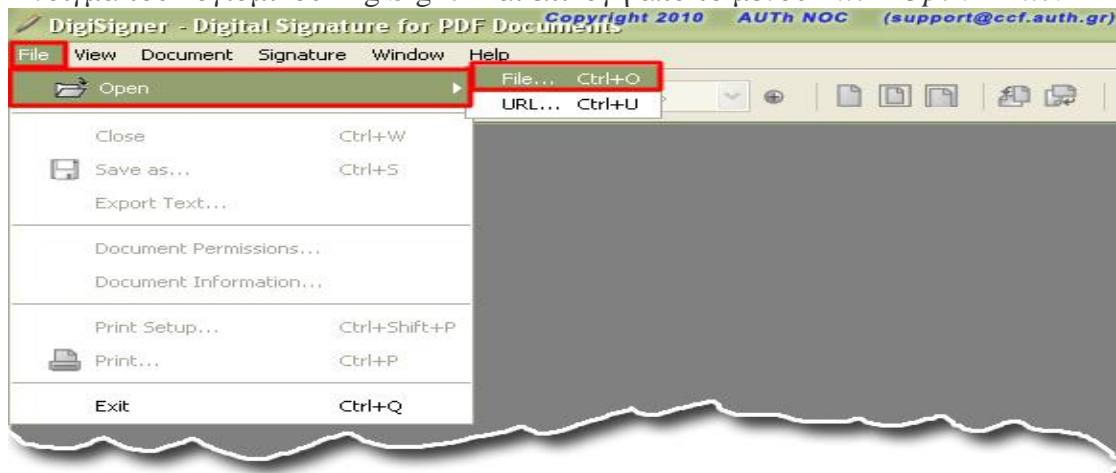 DigiSigner - Digital Signature for PDF Documents
Copyright 2010 AUTh NOC (support@ccf.auth.gr)
File View Document Signature Window Help
Open
File... Ctrl+O
URL... Ctrl+U
Close Ctrl+W
Save as... Ctrl+S
Export Text...
Document Permissions...
Document Information...
Print Setup... Ctrl+Shift+P
Print... Ctrl+P
Exit Ctrl+Q